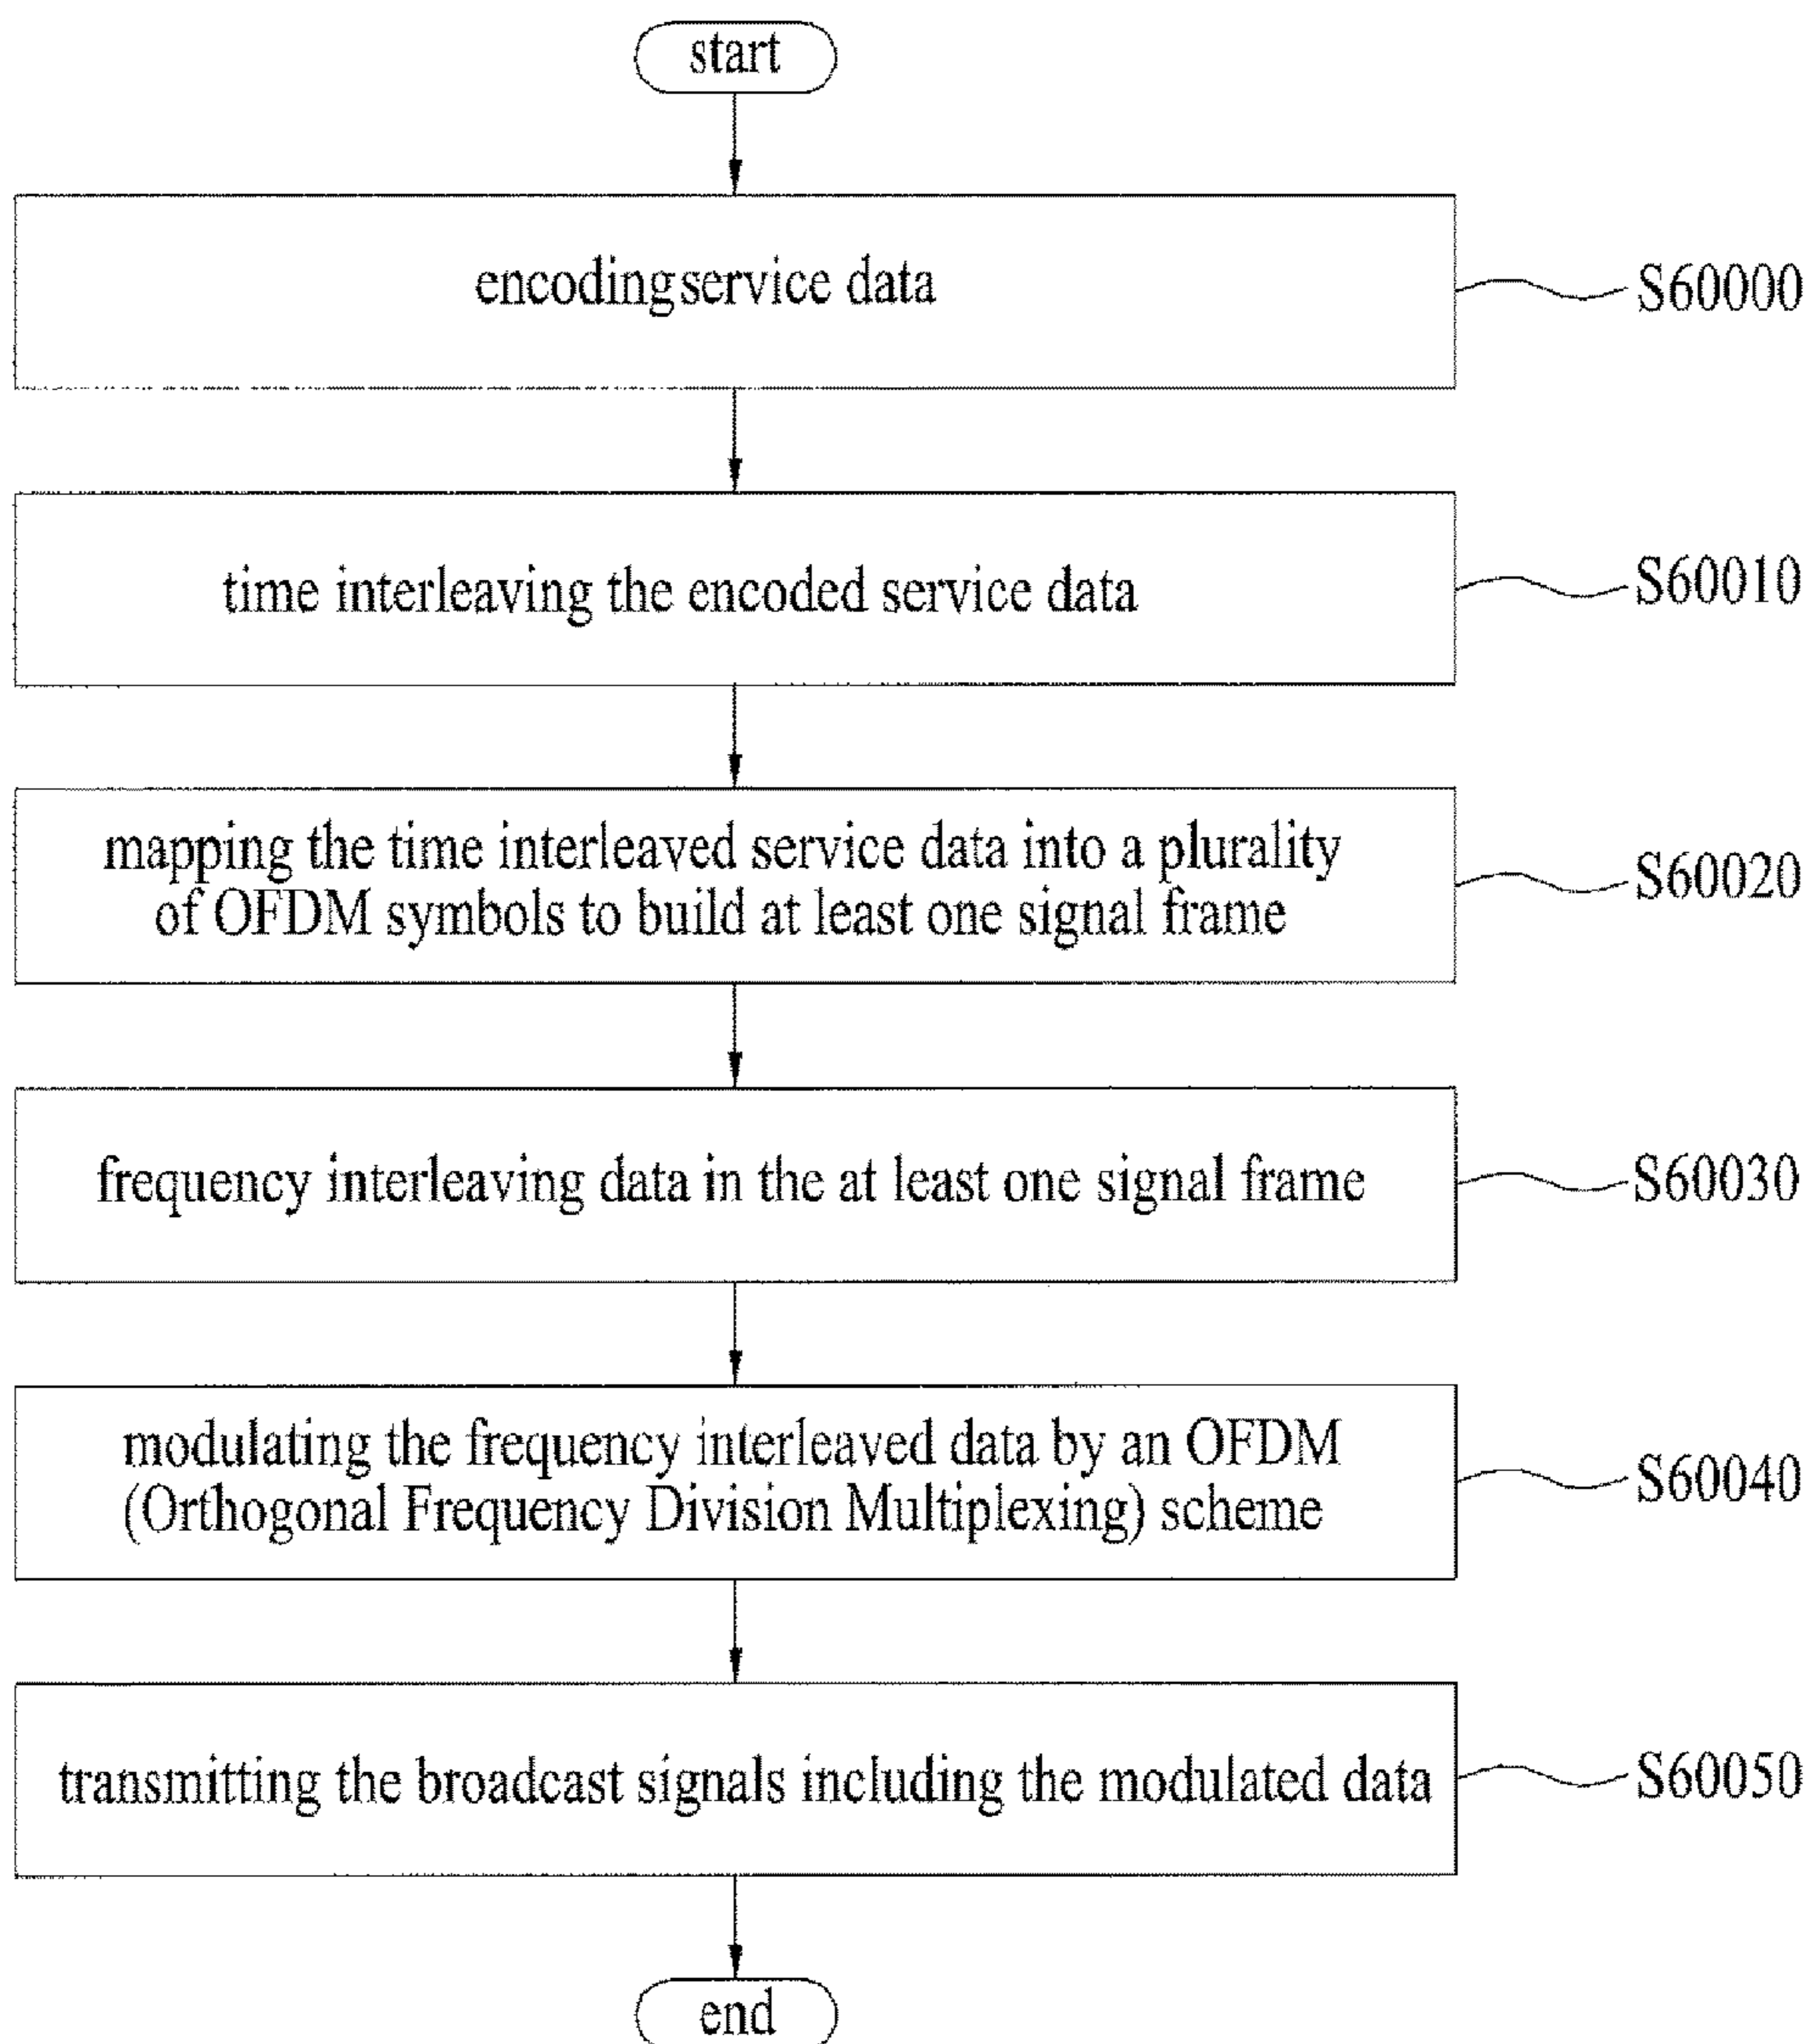 start
encodingservice data
S60000
time interleaving the encoded service data
S60010
mapping the time interleaved service data into a plurality
of OFDM symbols to build at least one signal frame
S60020
frequency interleaving data in the at least one signal frame
S60030
modulating the frequency interleaved data by an OFDM
(Orthogonal Frequency Division Multiplexing) scheme
S60040
transmitting the broadcast signals including the modulated data
S60050
end